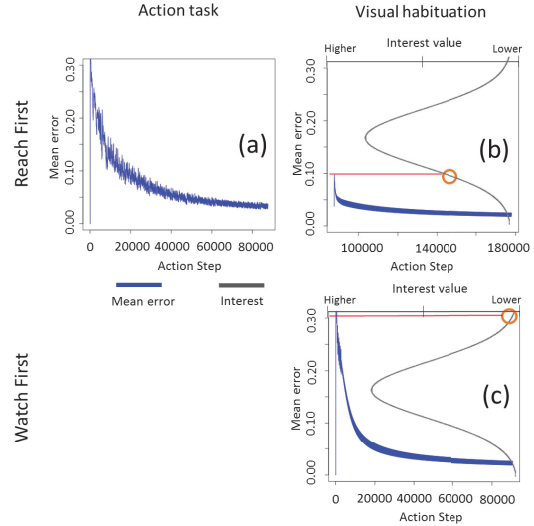 Action task
Visual habituation
Reach First
Mean error
0.00 0.10 0.20 0.30
(a)
0 20000 40000 60000 80000
Action Step
Mean error
Interest
Interest value
Higher
Lower
Mean error
0.00 0.10 0.20 0.30
(b)
100000 140000 180000
Action Step
Watch First
Interest value
Higher
Lower
Mean error
0.00 0.10 0.20 0.30
(c)
0 20000 40000 60000 80000
Action Step